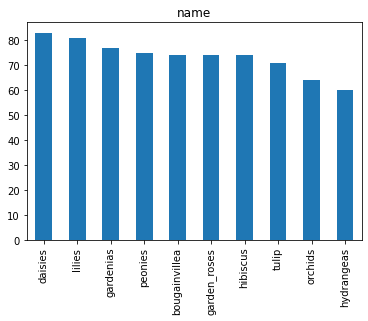 name
80
70
60
50
40
30
20
10
0
daisies
lilies
gardenias
peonies
bougainvillea
garden_roses
hibiscus
tulip
orchids
hydrangeas